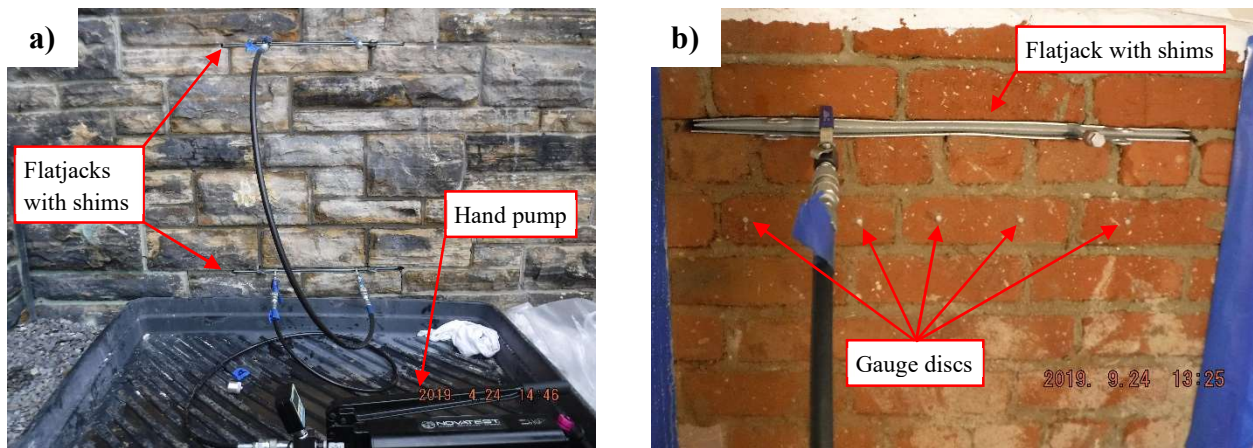 a)
Flatjacks
with shims
Hand pump
2019 4.24 14:46
NOVATEST
b)
Flatjack with shims
Gauge discs
2019. 9.24 13:25